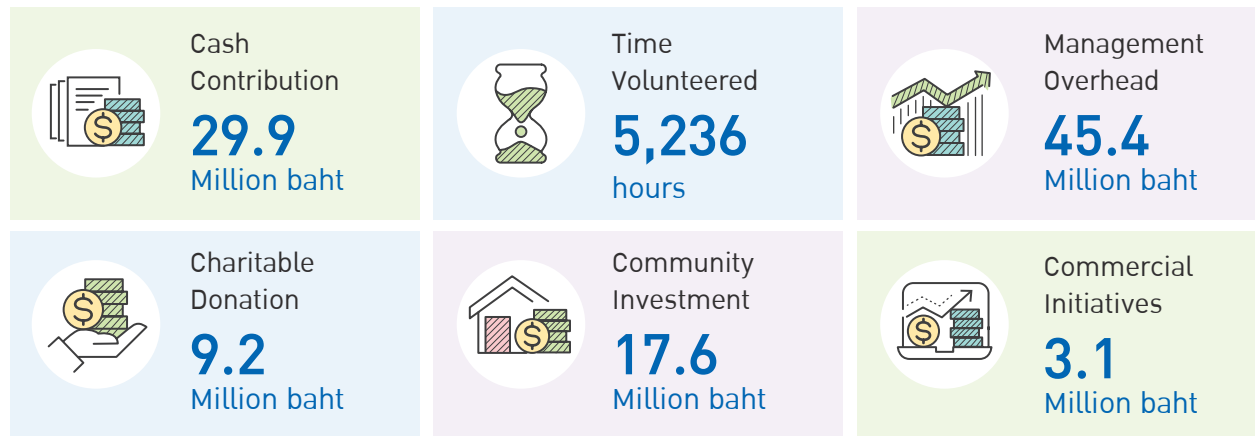 Cash
Contribution
29.9
Million baht
Time
Volunteered
5,236
hours
Management
Overhead
45.4
Million baht
Charitable
Donation
9.2
Million baht
Community
Investment
17.6
Million baht
Commercial
Initiatives
3.1
Million baht